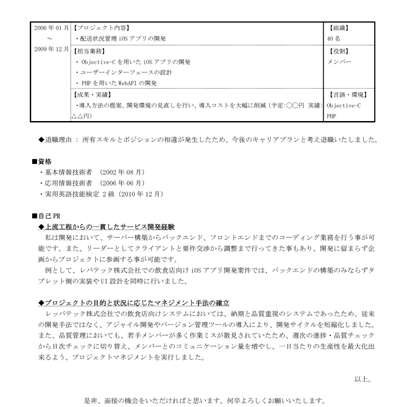 2006 年 01 月
～
2009 年 12 月
【プロジェクト内容】
・配送状況管理 iOS アプリの開発
【担当業務】
・Objective-C を用いた iOS アプリの開発
・ユーザーインターフェースの設計
・PHP を用いた WebAPI の開発
【成果・実績】
・導入方法の提案、開発環境の見直しを行い、導入コストを大幅に削減（予定：〇〇円 実績：
△△円）
【組織】
40 名
【役割】
メンバー
【言語・環境】
Objective-C
PHP
◆退職理由 ： 所有スキルとポジションの相違が発生したため、今後のキャリアプランと考え退職いたしました。
■資格
・基本情報技術者 （2002 年 08 月）
・応用情報技術者 （2006 年 06 月）
・実用英語技能検定 2 級（2010 年 12 月）
■自己 PR
◆上流工程からの一貫したサービス開発経験
私は開発において、サーバー構築からバックエンド、フロントエンドまでのコーディング業務を行う事が可
能です。また、リーダーとしてクライアントと要件交渉から調整まで行ってきた事もあり、開発に留まらず企
画からプロジェクトに参画する事が可能です。
例として、レバテック株式会社での飲食店向け iOS アプリ開発案件では、バックエンドの構築のみならずタ
ブレット側の実装や UI 設計を同時に行いました。
◆プロジェクトの目的と状況に応じたマネジメント手法の確立
レッバテック株式会社での飲食店向けシステムにおいては、納期と品質重視のシステムであったため、従来
の開発手法ではなく、アジャイル開発やバージョン管理ツールの導入により、開発サイクルを短縮化しました。
また、品質管理においても、若手メンバーが多く作業ミスが散見されていたため、週次の進捗・品質チェック
から日次チェックに切り替え、メンバーとのコミュニケーション量を増やし、一日当たりの生産性を最大化出
来るよう、プロジェクトマネジメントを実行しました。
以上。
是非、面接の機会をいただければと思います。何卒よろしくお願いいたします。